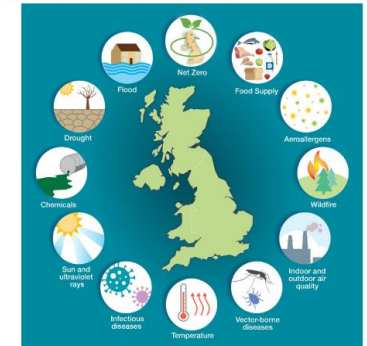 Net Zero
Food Supply
Aeroallergens
Wildfire
Indoor and
outdoor air
quality
Vector-borne
diseases
Temperature
Infectious
diseases
Sun and
ultraviolet
rays
Chemicals
Drought
Flood